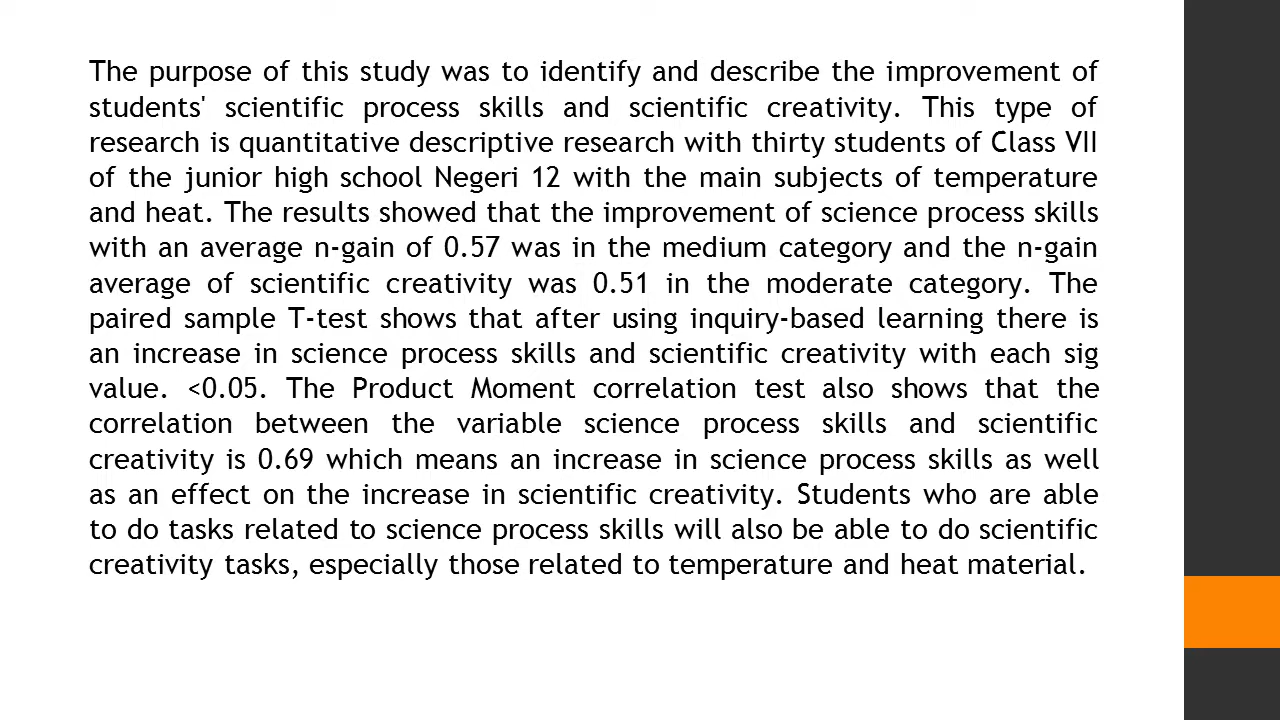 The purpose of this study was to identify and describe the improvement of
students' scientific process skills and scientific creativity. This type of
research is quantitative descriptive research with thirty students of Class VII
of the junior high school Negeri 12 with the main subjects of temperature
and heat. The results showed that the improvement of science process skills
with an average n-gain of 0.57 was in the medium category and the n-gain
average of scientific creativity was 0.51 in the moderate category. The
paired sample T-test shows that after using inquiry-based learning there is
an increase in science process skills and scientific creativity with each sig
value. <0.05. The Product Moment correlation test also shows that the
correlation between the variable science process skills and scientific
creativity is 0.69 which means an increase in science process skills as well
as an effect on the increase in scientific creativity. Students who are able
to do tasks related to science process skills will also be able to do scientific
creativity tasks, especially those related to temperature and heat material.